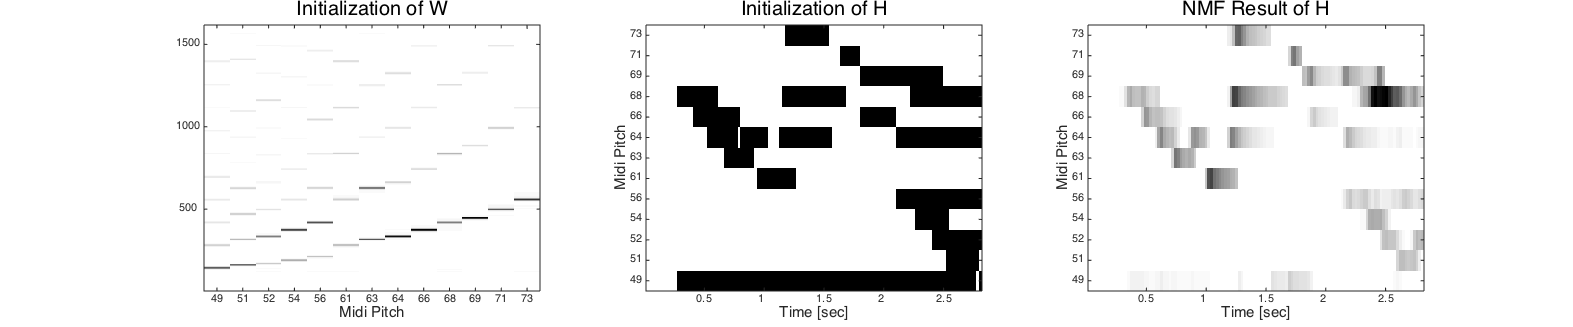 Initialization of W
1500
1000
500
49 51 52 54 56 61 63 64 66 68 69 71 73
Midi Pitch
Initialization of H
Midi Pitch
73
71
69
68
66
64
63
61
56
54
52
51
49
0.5 1 1.5 2 2.5
Time [sec]
NMF Result of H
Midi Pitch
73
71
69
68
66
64
63
61
56
54
52
51
49
0.5 1 1.5 2 2.5
Time [sec]